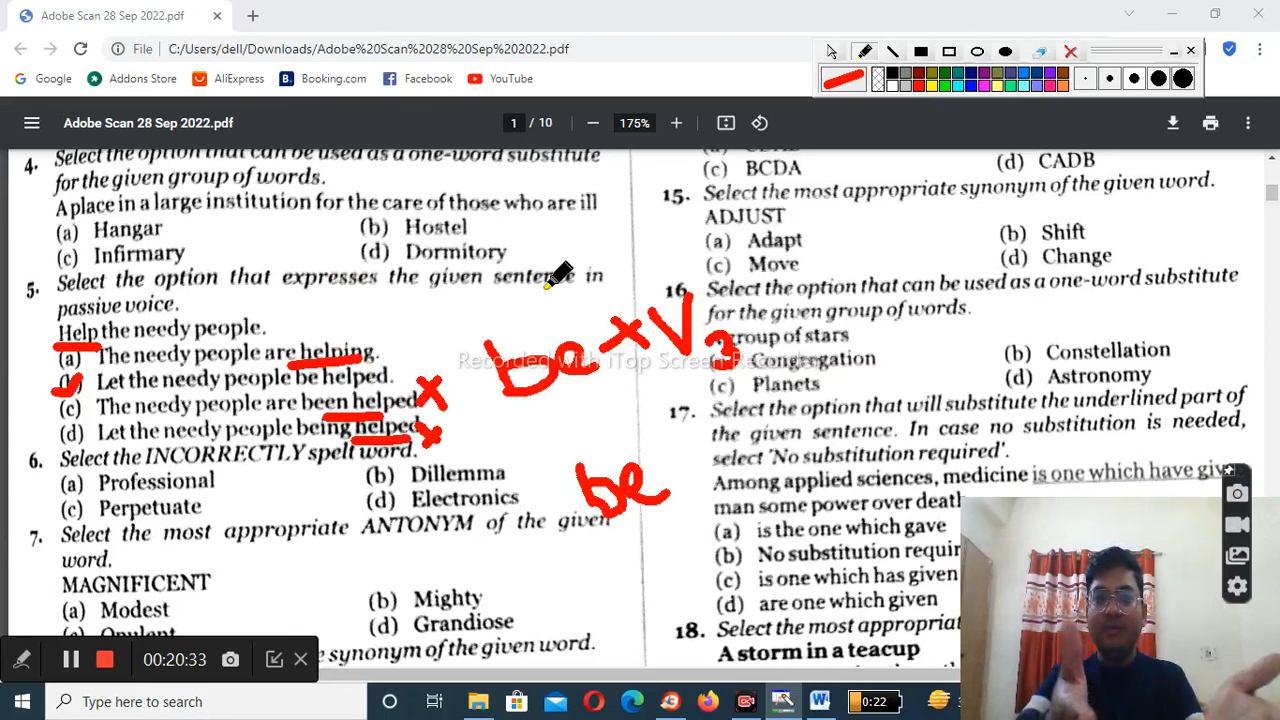 Adobe Scan 28 Sep 2022.pdf
File
C:/Users/dell/Downloads/Adobe%20Scan%2028%20Sep%202022.pdf
Google
Addons Store
AliExpress
Booking.com
Facebook
YouTube
Adobe Scan 28 Sep 2022.pdf
1 / 10
175%
4. Select the option that can be used as a one-word substitute
for the given group of words.
A place in a large institution for the care of those who are ill
(a) Hangar (b) Hostel
(c) Infirmary (d) Dormitory
5. Select the option that expresses the given sentence in
passive voice.
Help the needy people.
(a) The needy people are helping.
(b) Let the needy people be helped.
(c) The needy people are been helped
(d) Let the needy people being helped
be + V3
be
6. Select the INCORRECTLY spelt word.
(a) Professional (b) Dillemma
(c) Perpetuate (d) Electronics
7. Select the most appropriate ANTONYM of the given
word.
MAGNIFICENT
(a) Modest (b) Mighty
(c) Opulent (d) Grandiose
synonym of the given word.
(c) BCDA (d) CADB
15. Select the most appropriate synonym of the given word.
ADJUST
(a) Adapt (b) Shift
(c) Move (d) Change
16. Select the option that can be used as a one-word substitute
for the given group of words.
group of stars
Congregation (b) Constellation
(c) Planets (d) Astronomy
17. Select the option that will substitute the underlined part of
the given sentence. In case no substitution is needed,
select 'No substitution required'.
Among applied sciences, medicine is one which have give
man some power over death
(a) is the one which gave
(b) No substitution requir
(c) is one which has given
(d) are one which given
18. Select the most appropriat
A storm in a teacup
iTop Screen Recorder
00:20:33
Type here to search
0:22